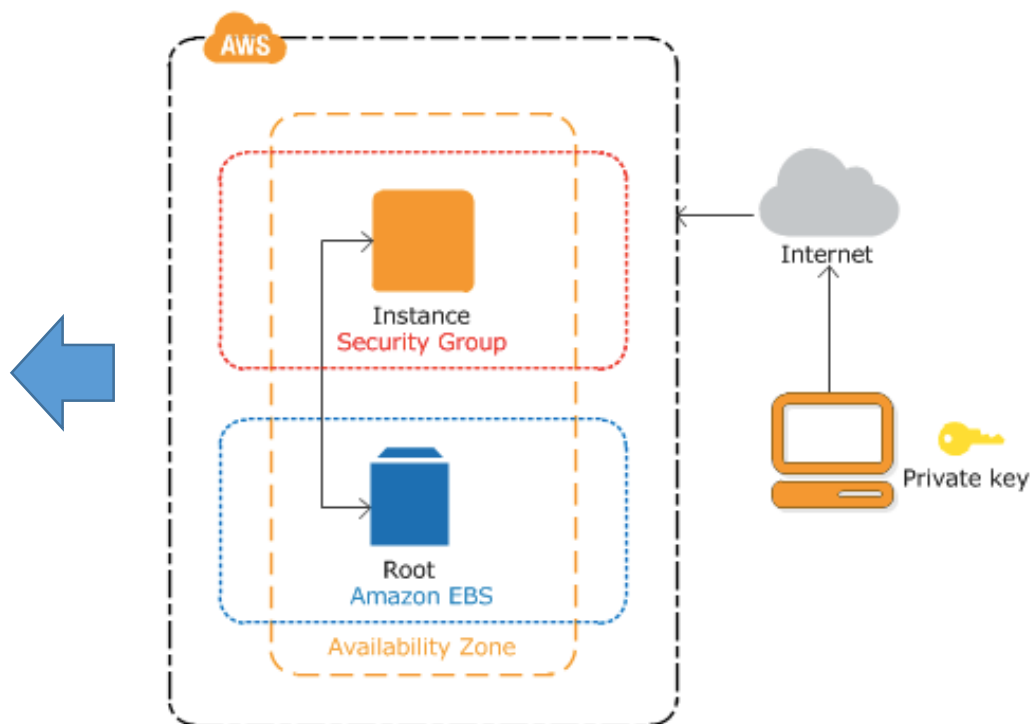 AWS
Instance
Security Group
Internet
Private key
Root
Amazon EBS
Availability Zone